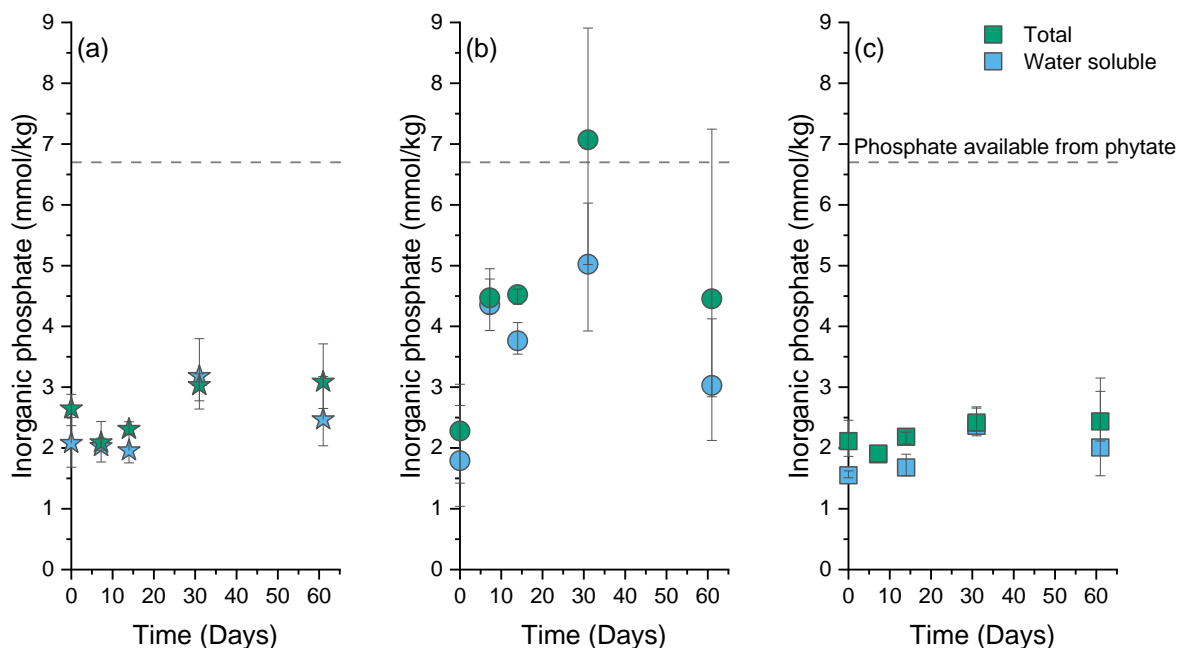 (a)
Inorganic phosphate (mmol/kg)
9
8
7
6
5
4
3
2
1
0
0 10 20 30 40 50 60
Time (Days)
(b)
Inorganic phosphate (mmol/kg)
9
8
7
6
5
4
3
2
1
0
0 10 20 30 40 50 60
Time (Days)
(c)
Total
Water soluble
Phosphate available from phytate
Inorganic phosphate (mmol/kg)
9
8
7
6
5
4
3
2
1
0
0 10 20 30 40 50 60
Time (Days)